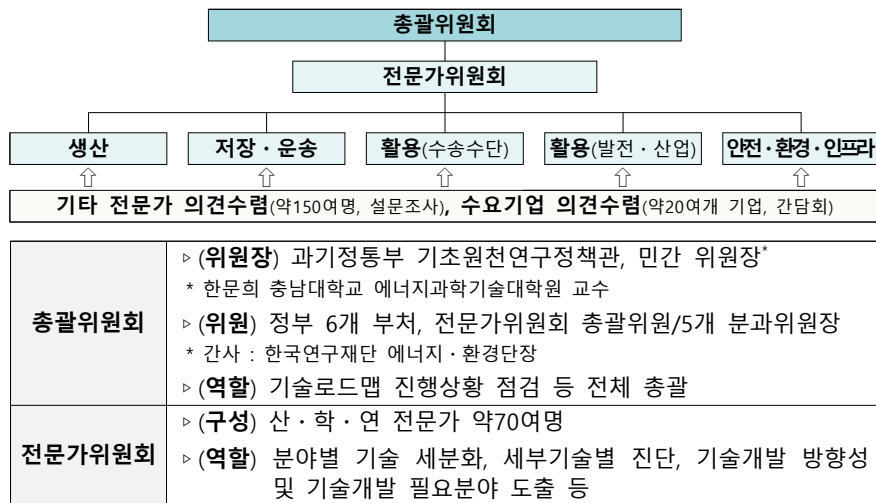 총괄위원회
전문가위원회
생산
저장 · 운송
활용(수송수단)
활용(발전 · 산업)
안전 · 환경 · 인프라
기타 전문가 의견수렴(약150여명, 설문조사), 수요기업 의견수렴(약20여개 기업, 간담회)
총괄위원회
▹ (위원장) 과기정통부 기초원천연구정책관, 민간 위원장*
* 한문희 충남대학교 에너지과학기술대학원 교수
▹ (위원) 정부 6개 부처, 전문가위원회 총괄위원/5개 분과위원장
* 간사 : 한국연구재단 에너지 · 환경단장
▹ (역할) 기술로드맵 진행상황 점검 등 전체 총괄
전문가위원회
▹ (구성) 산 · 학 · 연 전문가 약70여명
▹ (역할) 분야별 기술 세분화, 세부기술별 진단, 기술개발 방향성
및 기술개발 필요분야 도출 등